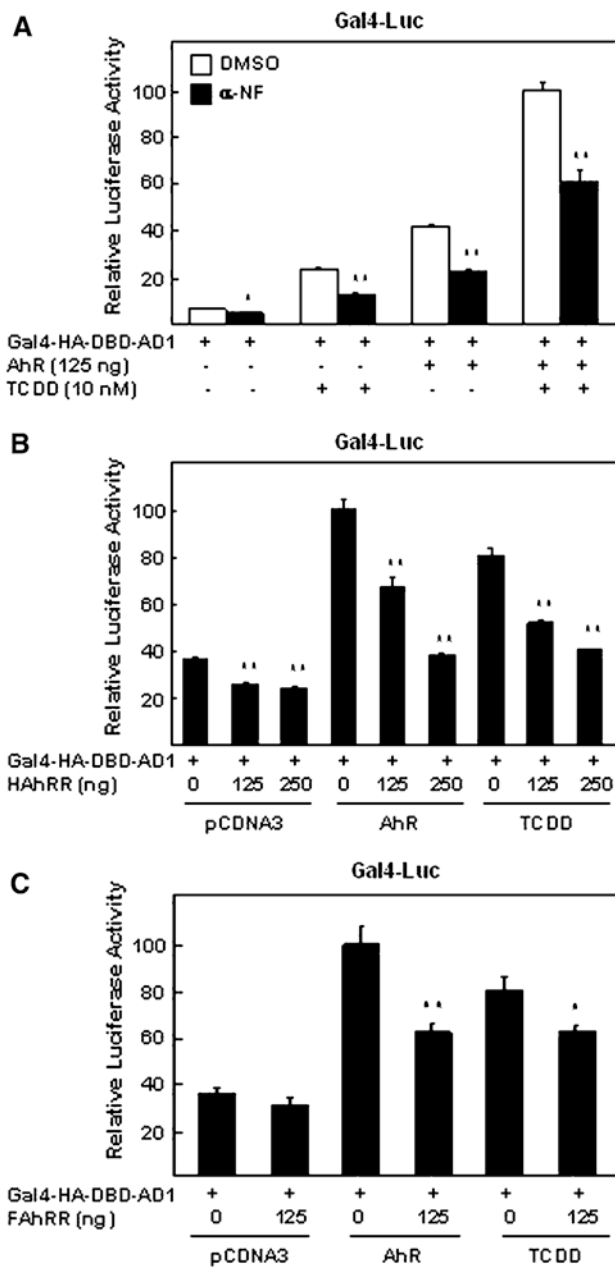 A
Gal4-Luc
DMSO
α-NF
Relative Luciferase Activity
100
80
60
40
20
* ** ** **
Gal4-HA-DBD-AD1 + + + + + + + +
AhR (125 ng) - - - - + + + +
TCDD (10 nM) - - + + - - + +
B
Gal4-Luc
Relative Luciferase Activity
100
80
60
40
20
** ** ** ** ** **
Gal4-HA-DBD-AD1 + + + + + + + + +
HAhRR (ng) 0 125 250 0 125 250 0 125 250
pCDNA3 AhR TCDD
C
Gal4-Luc
Relative Luciferase Activity
100
80
60
40
20
** *
Gal4-HA-DBD-AD1 + + + + + +
FAhRR (ng) 0 125 0 125 0 125
pCDNA3 AhR TCDD